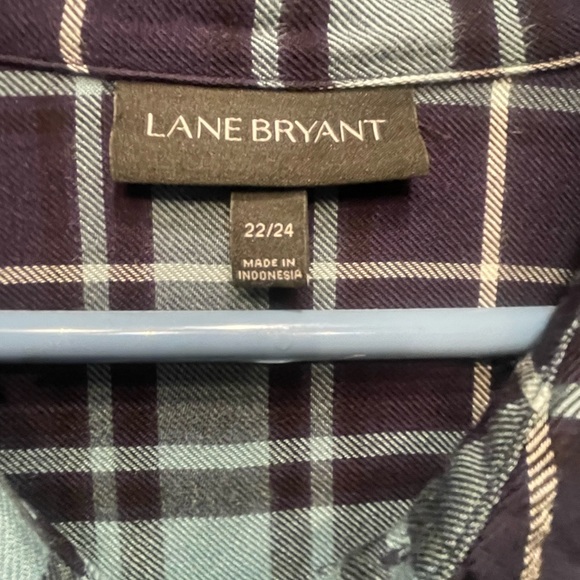 LANE BRYANT
22/24
MADE IN
INDONESIA